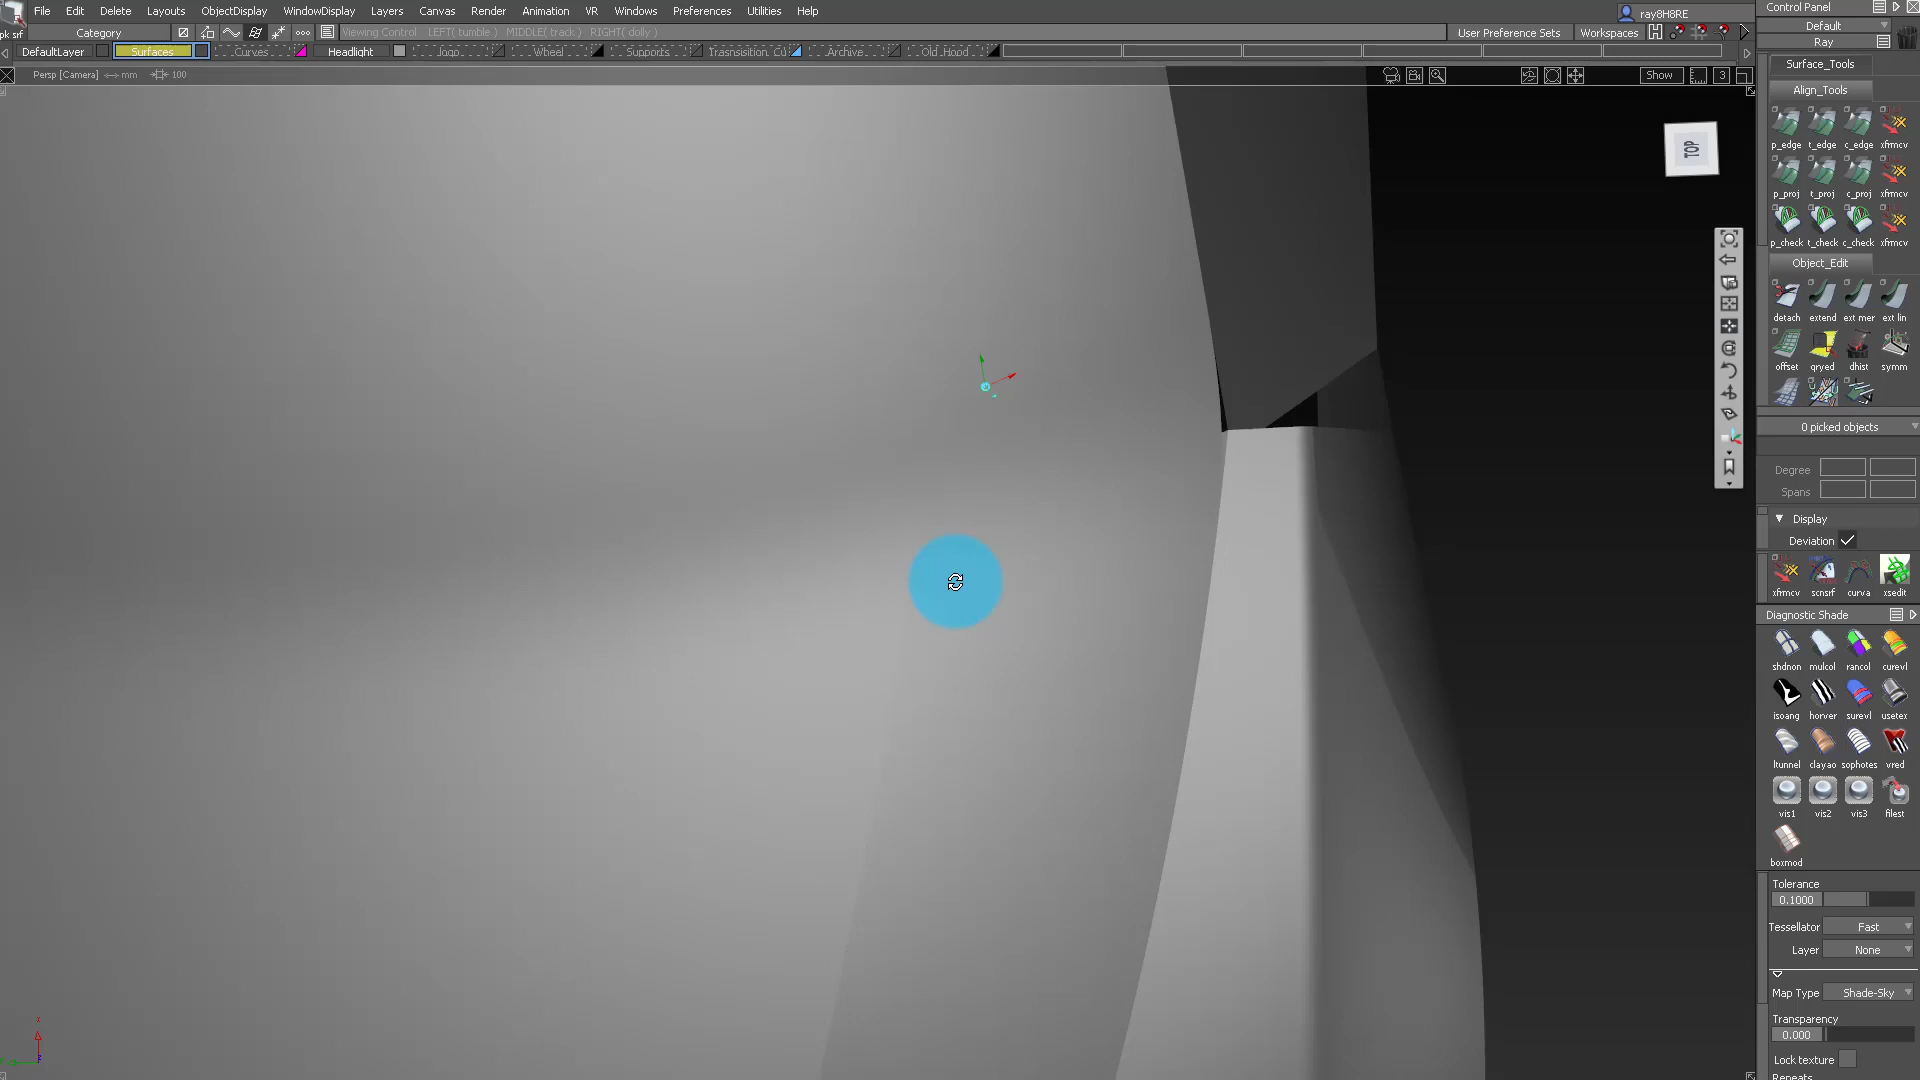 File Edit Delete Layouts ObjectDisplay WindowDisplay Layers Canvas Render Animation VR Windows Preferences Utilities Help
ray8H8RE
Control Panel
pk srf
Category
Viewing Control LEFT( tumble ) MIDDLE( track ) RIGHT( dolly )
User Preference Sets
Workspaces
Default
Ray
DefaultLayer
Surfaces
Curves
Headlight
logo
Wheel
Supports
Transisition_Cu
Archive
Old_Hood
Persp [Camera] mm 100
Show
3
TOP
Surface_Tools
Align_Tools
p_edge t_edge c_edge xfrmcv
p_proj t_proj c_proj xfrmcv
p_check t_check c_check xfrmcv
Object_Edit
detach extend ext mer ext lin
offset qryed dhist symm
0 picked objects
Degree
Spans
Display
Deviation
xfrmcv scnsrf curva xsedit
Diagnostic Shade
shdnon mulcol rancol curevl
isoang horver surevl usetex
ltunnel clayao sophotes vred
vis1 vis2 vis3 filest
boxmod
Tolerance
0.1000
Tessellator Fast
Layer None
Map Type Shade-Sky
Transparency
0.000
Lock texture
Repeats
x